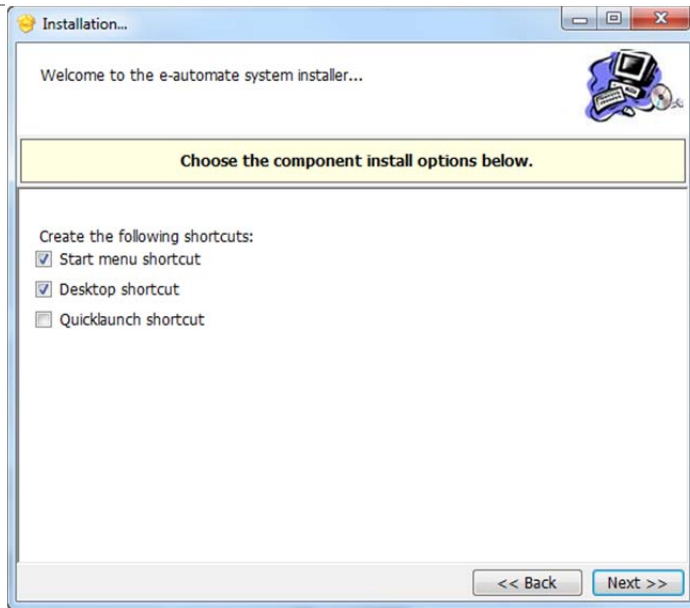 Installation...
Welcome to the e-automate system installer...
Choose the component install options below.
Create the following shortcuts:
Start menu shortcut
Desktop shortcut
Quicklaunch shortcut
<< Back
Next >>